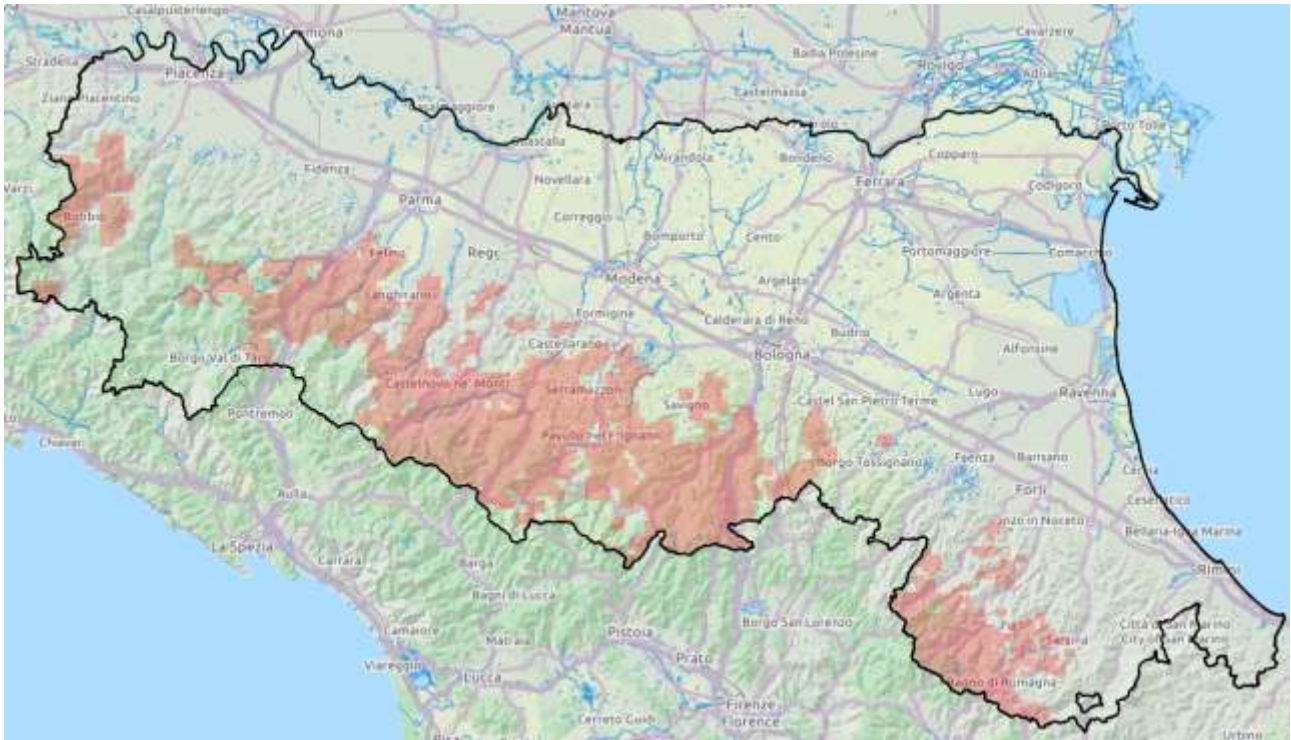 Casalpusterlengo
Mantova
Mantua
Cavarzere
Badia Polesine
Rovigo
Adria
Stradella
Piacenza
Castelmassa
Ziano Piacentino
Casalmaggiore
Porto Tolle
Guastalla
Mirandola
Bondeno
Copparo
Fidenza
Novellara
Ferrara
Codigoro
Varzi
Parma
Correggio
Bobbio
Bomporto
Cento
Portomaggiore
Comacchio
Felino
Modena
Argelato
Langhirano
Argenta
Formigine
Calderara di Reno
Budrio
Castellarano
Bologna
Alfonsine
Borgo Val di Tar
Castelnovo ne' Monti
Serramazzoni
Savigno
Castel San Pietro Terme
Lugo
Ravenna
Pontremoli
Chiavari
Pavullo nel Frignano
Borgo Tossignano
Faenza
Barisano
Cervia
Aulla
Forlì
Cesenatico
Bellaria-Igea Marina
La Spezia
Carrara
Barga
Rimini
Bagni di Lucca
Borgo San Lorenzo
Città di San Marino
City of San Marino
Camaiore
Matraia
Pistoia
Sarsina
Viareggio
Prato
Bagno di Romagna
Lucca
Firenze
Florence
Cerreto Guidi
Urbino